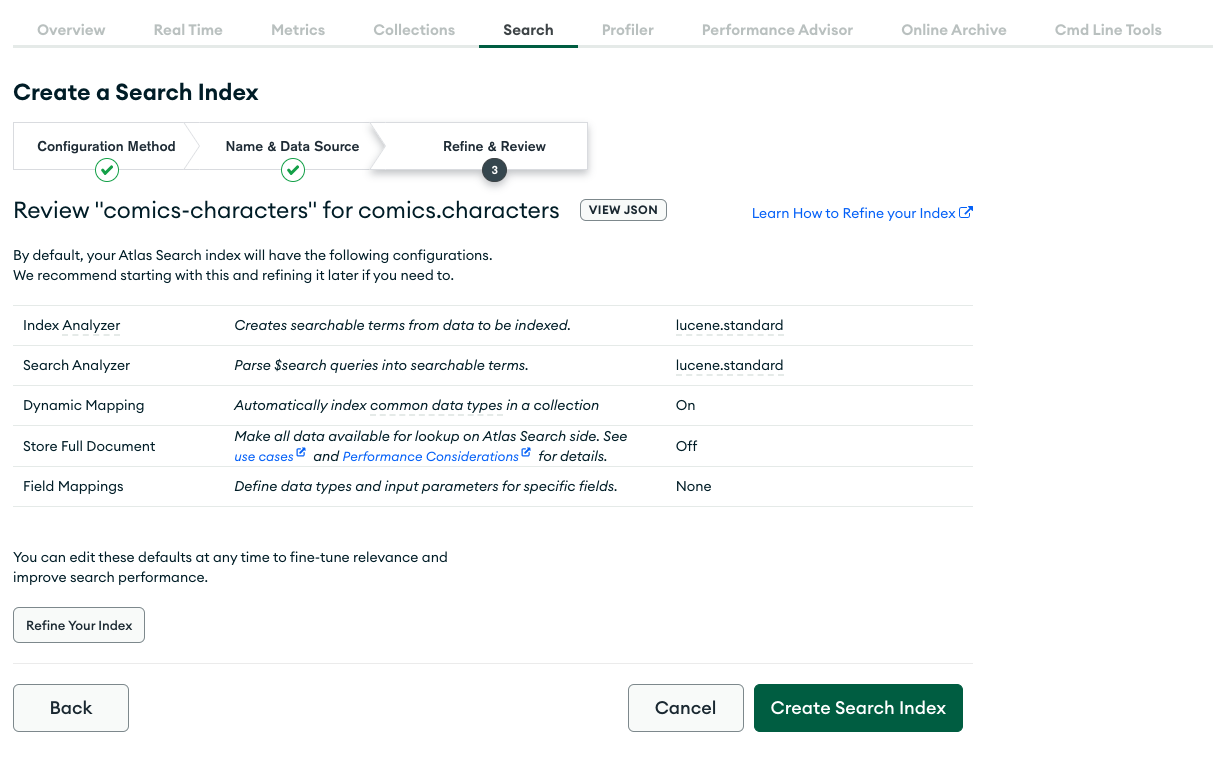 Overview Real Time Metrics Collections Search Profiler Performance Advisor Online Archive Cmd Line Tools
Create a Search Index
Configuration Method Name & Data Source Refine & Review
3
Review "comics-characters" for comics.characters VIEW JSON Learn How to Refine your Index
By default, your Atlas Search index will have the following configurations.
We recommend starting with this and refining it later if you need to.
Index Analyzer Creates searchable terms from data to be indexed. lucene.standard
Search Analyzer Parse $search queries into searchable terms. lucene.standard
Dynamic Mapping Automatically index common data types in a collection On
Store Full Document Make all data available for lookup on Atlas Search side. See Off
use cases and Performance Considerations for details.
Field Mappings Define data types and input parameters for specific fields. None
You can edit these defaults at any time to fine-tune relevance and
improve search performance.
Refine Your Index
Back Cancel Create Search Index